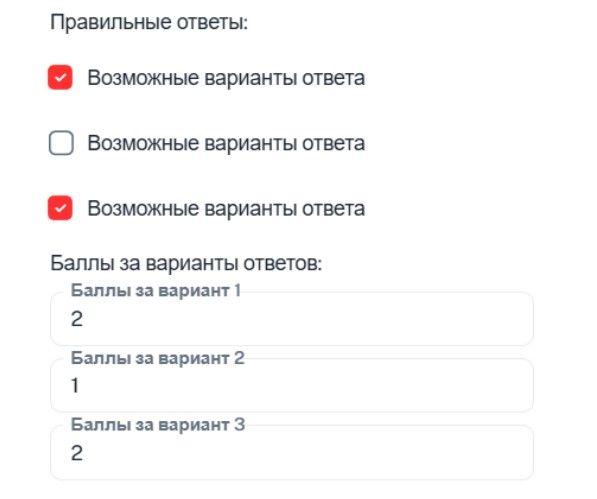 Правильные ответы:
Возможные варианты ответа
Возможные варианты ответа
Возможные варианты ответа
Баллы за варианты ответов:
Баллы за вариант 1
2
Баллы за вариант 2
1
Баллы за вариант 3
2